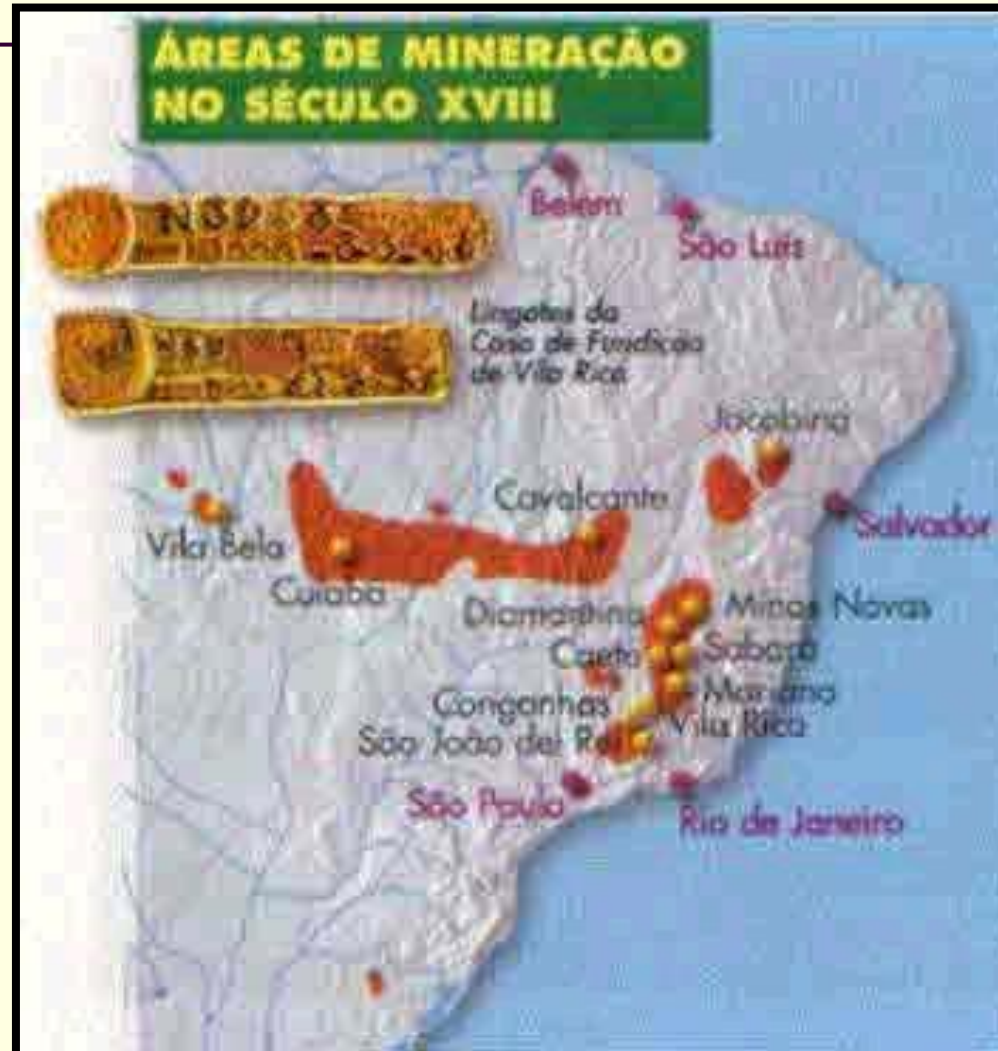 ÁREAS DE MINERAÇÃO
NO SÉCULO XVIII
Belém
São Luís
Lingotes da
Casa de Fundição
de Vila Rica
Jacobina
Cavalcante
Salvador
Vila Bela
Cuiabá
Diamantina
Minas Novas
Caeté
Sabará
Mariana
Congonhas
Vila Rica
São João del Rei
São Paulo
Rio de Janeiro